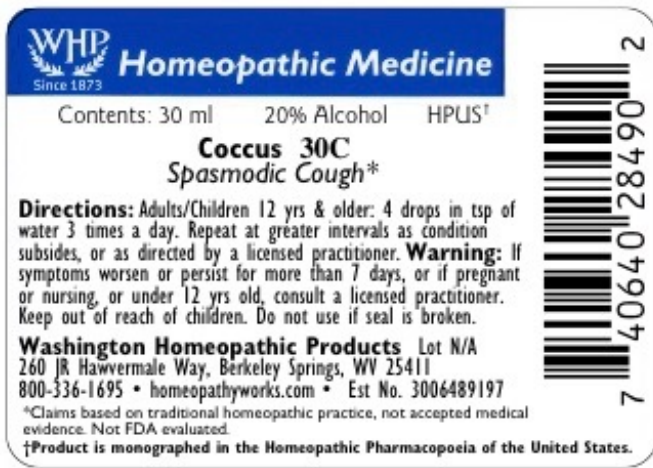 WHP
Since 1873
Homeopathic Medicine
Contents: 30 ml 20% Alcohol HPUS†
Coccus 30C
Spasmodic Cough*
Directions: Adults/Children 12 yrs & older: 4 drops in tsp of
water 3 times a day. Repeat at greater intervals as condition
subsides, or as directed by a licensed practitioner. Warning: If
symptoms worsen or persist for more than 7 days, or if pregnant
or nursing, or under 12 yrs old, consult a licensed practitioner.
Keep out of reach of children. Do not use if seal is broken.
Washington Homeopathic Products Lot N/A
260 JR Hawvermale Way, Berkeley Springs, WV 25411
800-336-1695 • homeopathyworks.com • Est No. 3006489197
*Claims based on traditional homeopathic practice, not accepted medical
evidence. Not FDA evaluated.
†Product is monographed in the Homeopathic Pharmacopoeia of the United States.
7 40640 28490 2